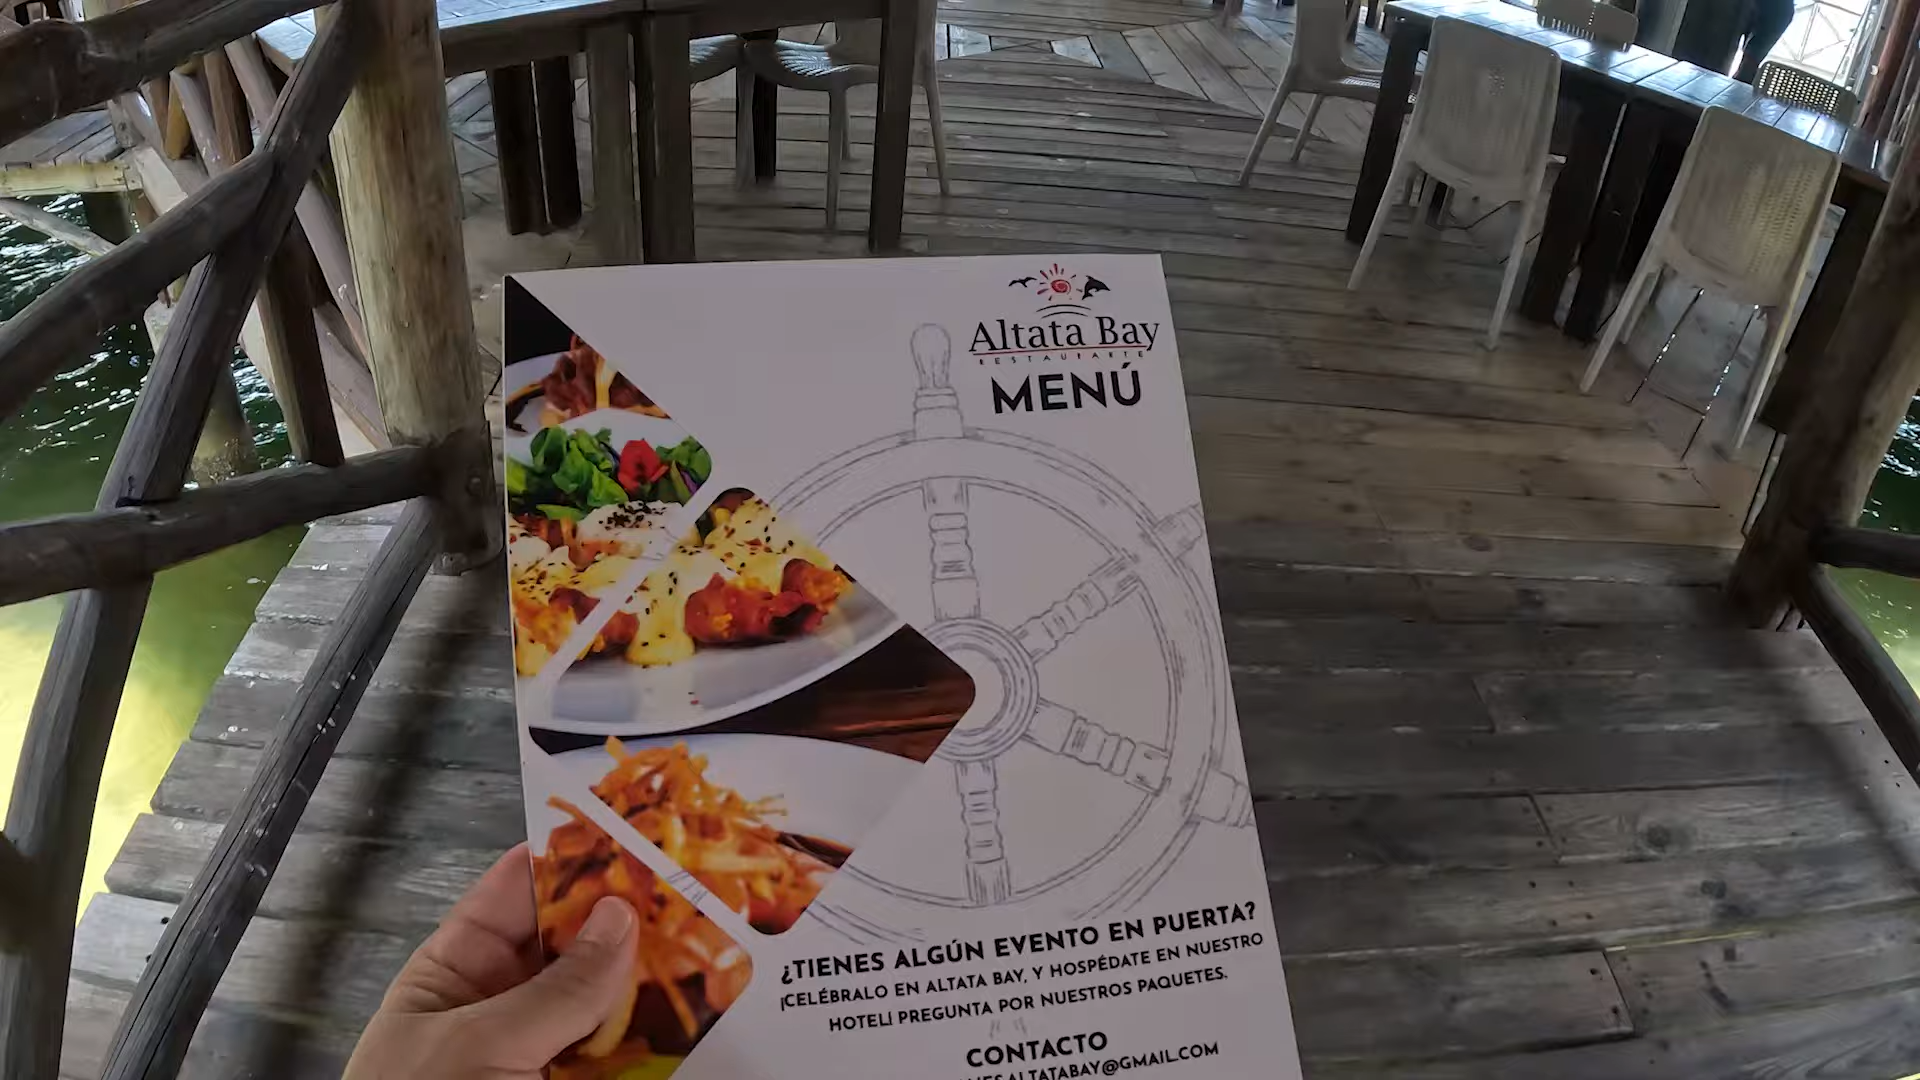 Altata Bay
RESTAURANTE
MENÚ
¿TIENES ALGÚN EVENTO EN PUERTA?
¡CELÉBRALO EN ALTATA BAY, Y HOSPÉDATE EN NUESTRO
HOTEL! PREGUNTA POR NUESTROS PAQUETES.
CONTACTO